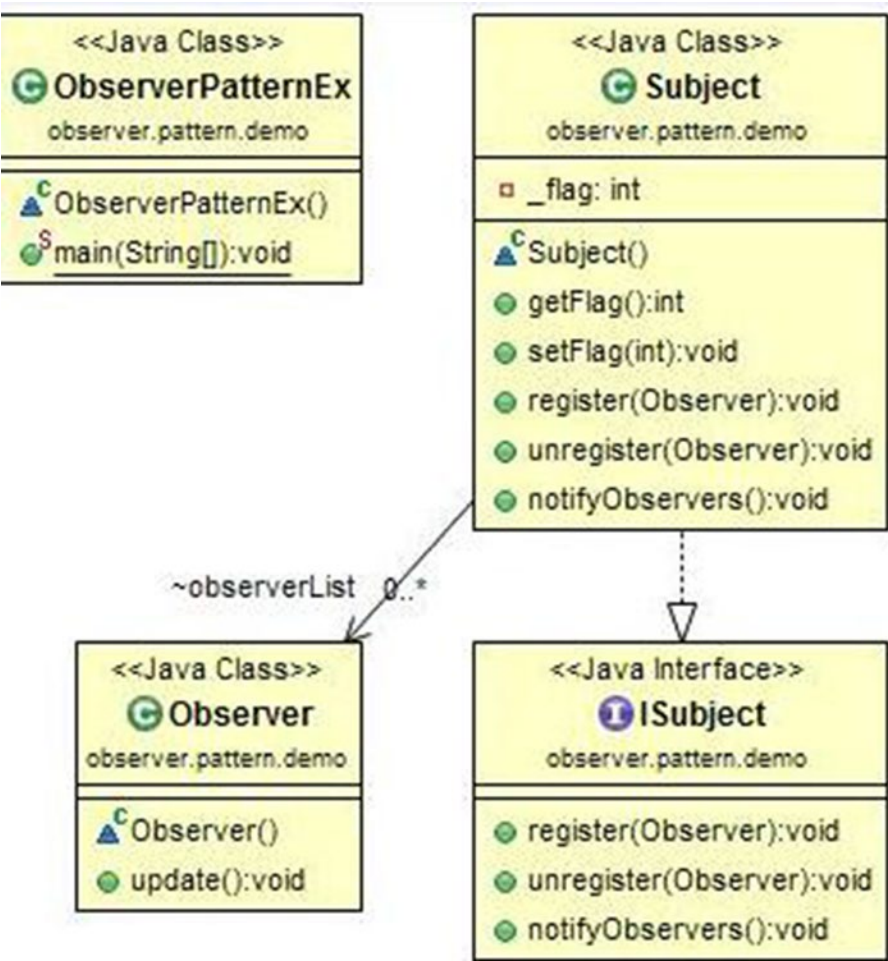 <<Java Class>>
ObserverPatternEx
observer.pattern.demo
ObserverPatternEx()
main(String[]):void
<<Java Class>>
Subject
observer.pattern.demo
_flag: int
Subject()
getFlag():int
setFlag(int):void
register(Observer):void
unregister(Observer):void
notifyObservers():void
~observerList 0..*
<<Java Class>>
Observer
observer.pattern.demo
Observer()
update():void
<<Java Interface>>
ISubject
observer.pattern.demo
register(Observer):void
unregister(Observer):void
notifyObservers():void